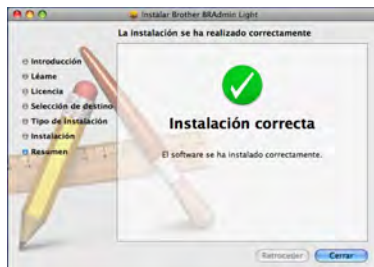 Instalar Brother BRAdmin Light
La instalación se ha realizado correctamente
Introducción
Léame
Licencia
Selección de destino
Tipo de instalación
Instalación
Resumen
Instalación correcta
El software se ha instalado correctamente.
Retroceder
Cerrar